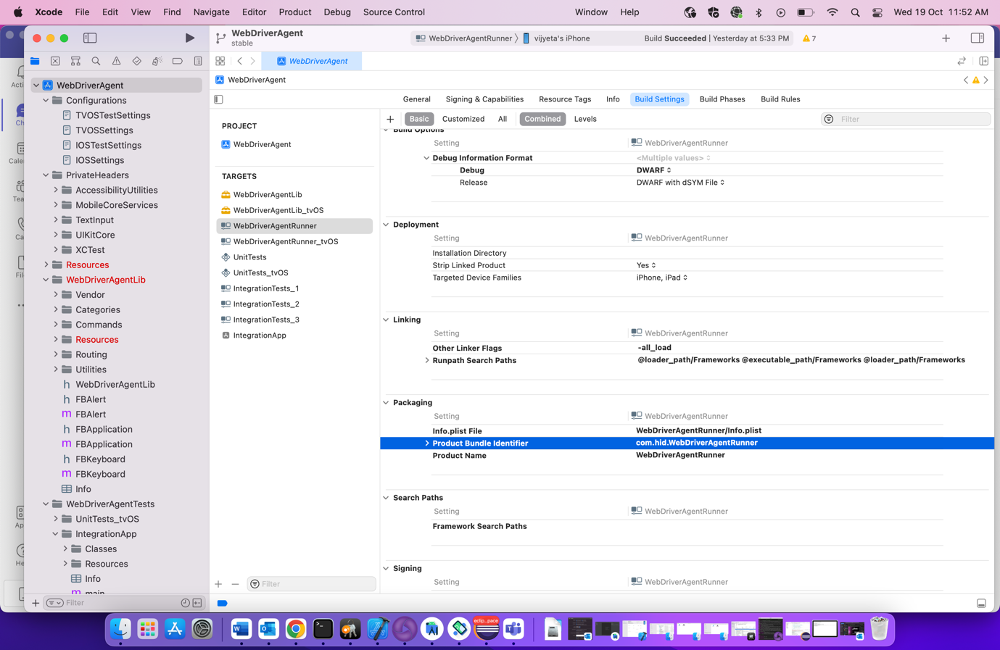 Xcode File Edit View Find Navigate Editor Product Debug Source Control Window Help Wed 19 Oct 11:52 AM
WebDriverAgent
stable
WebDriverAgentRunner 〉 vijyeta's iPhone Build Succeeded | Yesterday at 5:33 PM 7
WebDriverAgent
WebDriverAgent
General Signing & Capabilities Resource Tags Info Build Settings Build Phases Build Rules
Basic Customized All Combined Levels Filter
WebDriverAgent
Configurations
TVOSTestSettings
TVOSSettings
IOSTestSettings
IOSSettings
PrivateHeaders
AccessibilityUtilities
MobileCoreServices
TextInput
UIKitCore
XCTest
Resources
WebDriverAgentLib
Vendor
Categories
Commands
Resources
Routing
Utilities
WebDriverAgentLib
FBAlert
FBAlert
FBApplication
FBApplication
FBKeyboard
FBKeyboard
Info
WebDriverAgentTests
UnitTests_tvOS
IntegrationApp
Classes
Resources
Info
main
Filter
PROJECT
WebDriverAgent
TARGETS
WebDriverAgentLib
WebDriverAgentLib_tvOS
WebDriverAgentRunner
WebDriverAgentRunner_tvOS
UnitTests
UnitTests_tvOS
IntegrationTests_1
IntegrationTests_2
IntegrationTests_3
IntegrationApp
Filter
Build Options
Setting WebDriverAgentRunner
Debug Information Format <Multiple values>
Debug DWARF
Release DWARF with dSYM File
Deployment
Setting WebDriverAgentRunner
Installation Directory
Strip Linked Product Yes
Targeted Device Families iPhone, iPad
Linking
Setting WebDriverAgentRunner
Other Linker Flags -all_load
Runpath Search Paths @loader_path/Frameworks @executable_path/Frameworks @loader_path/Frameworks
Packaging
Setting WebDriverAgentRunner
Info.plist File WebDriverAgentRunner/Info.plist
Product Bundle Identifier com.hid.WebDriverAgentRunner
Product Name WebDriverAgentRunner
Search Paths
Setting WebDriverAgentRunner
Framework Search Paths
Signing
Setting WebDriverAgentRunner
eclip...pace